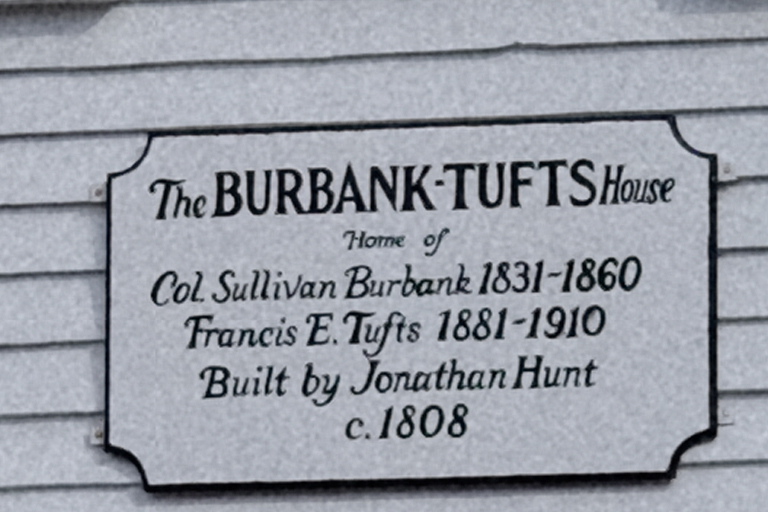 The BURBANK-TUFTS House
Home of
Col. Sullivan Burbank 1831-1860
Francis E. Tufts 1881-1910
Built by Jonathan Hunt
c. 1808